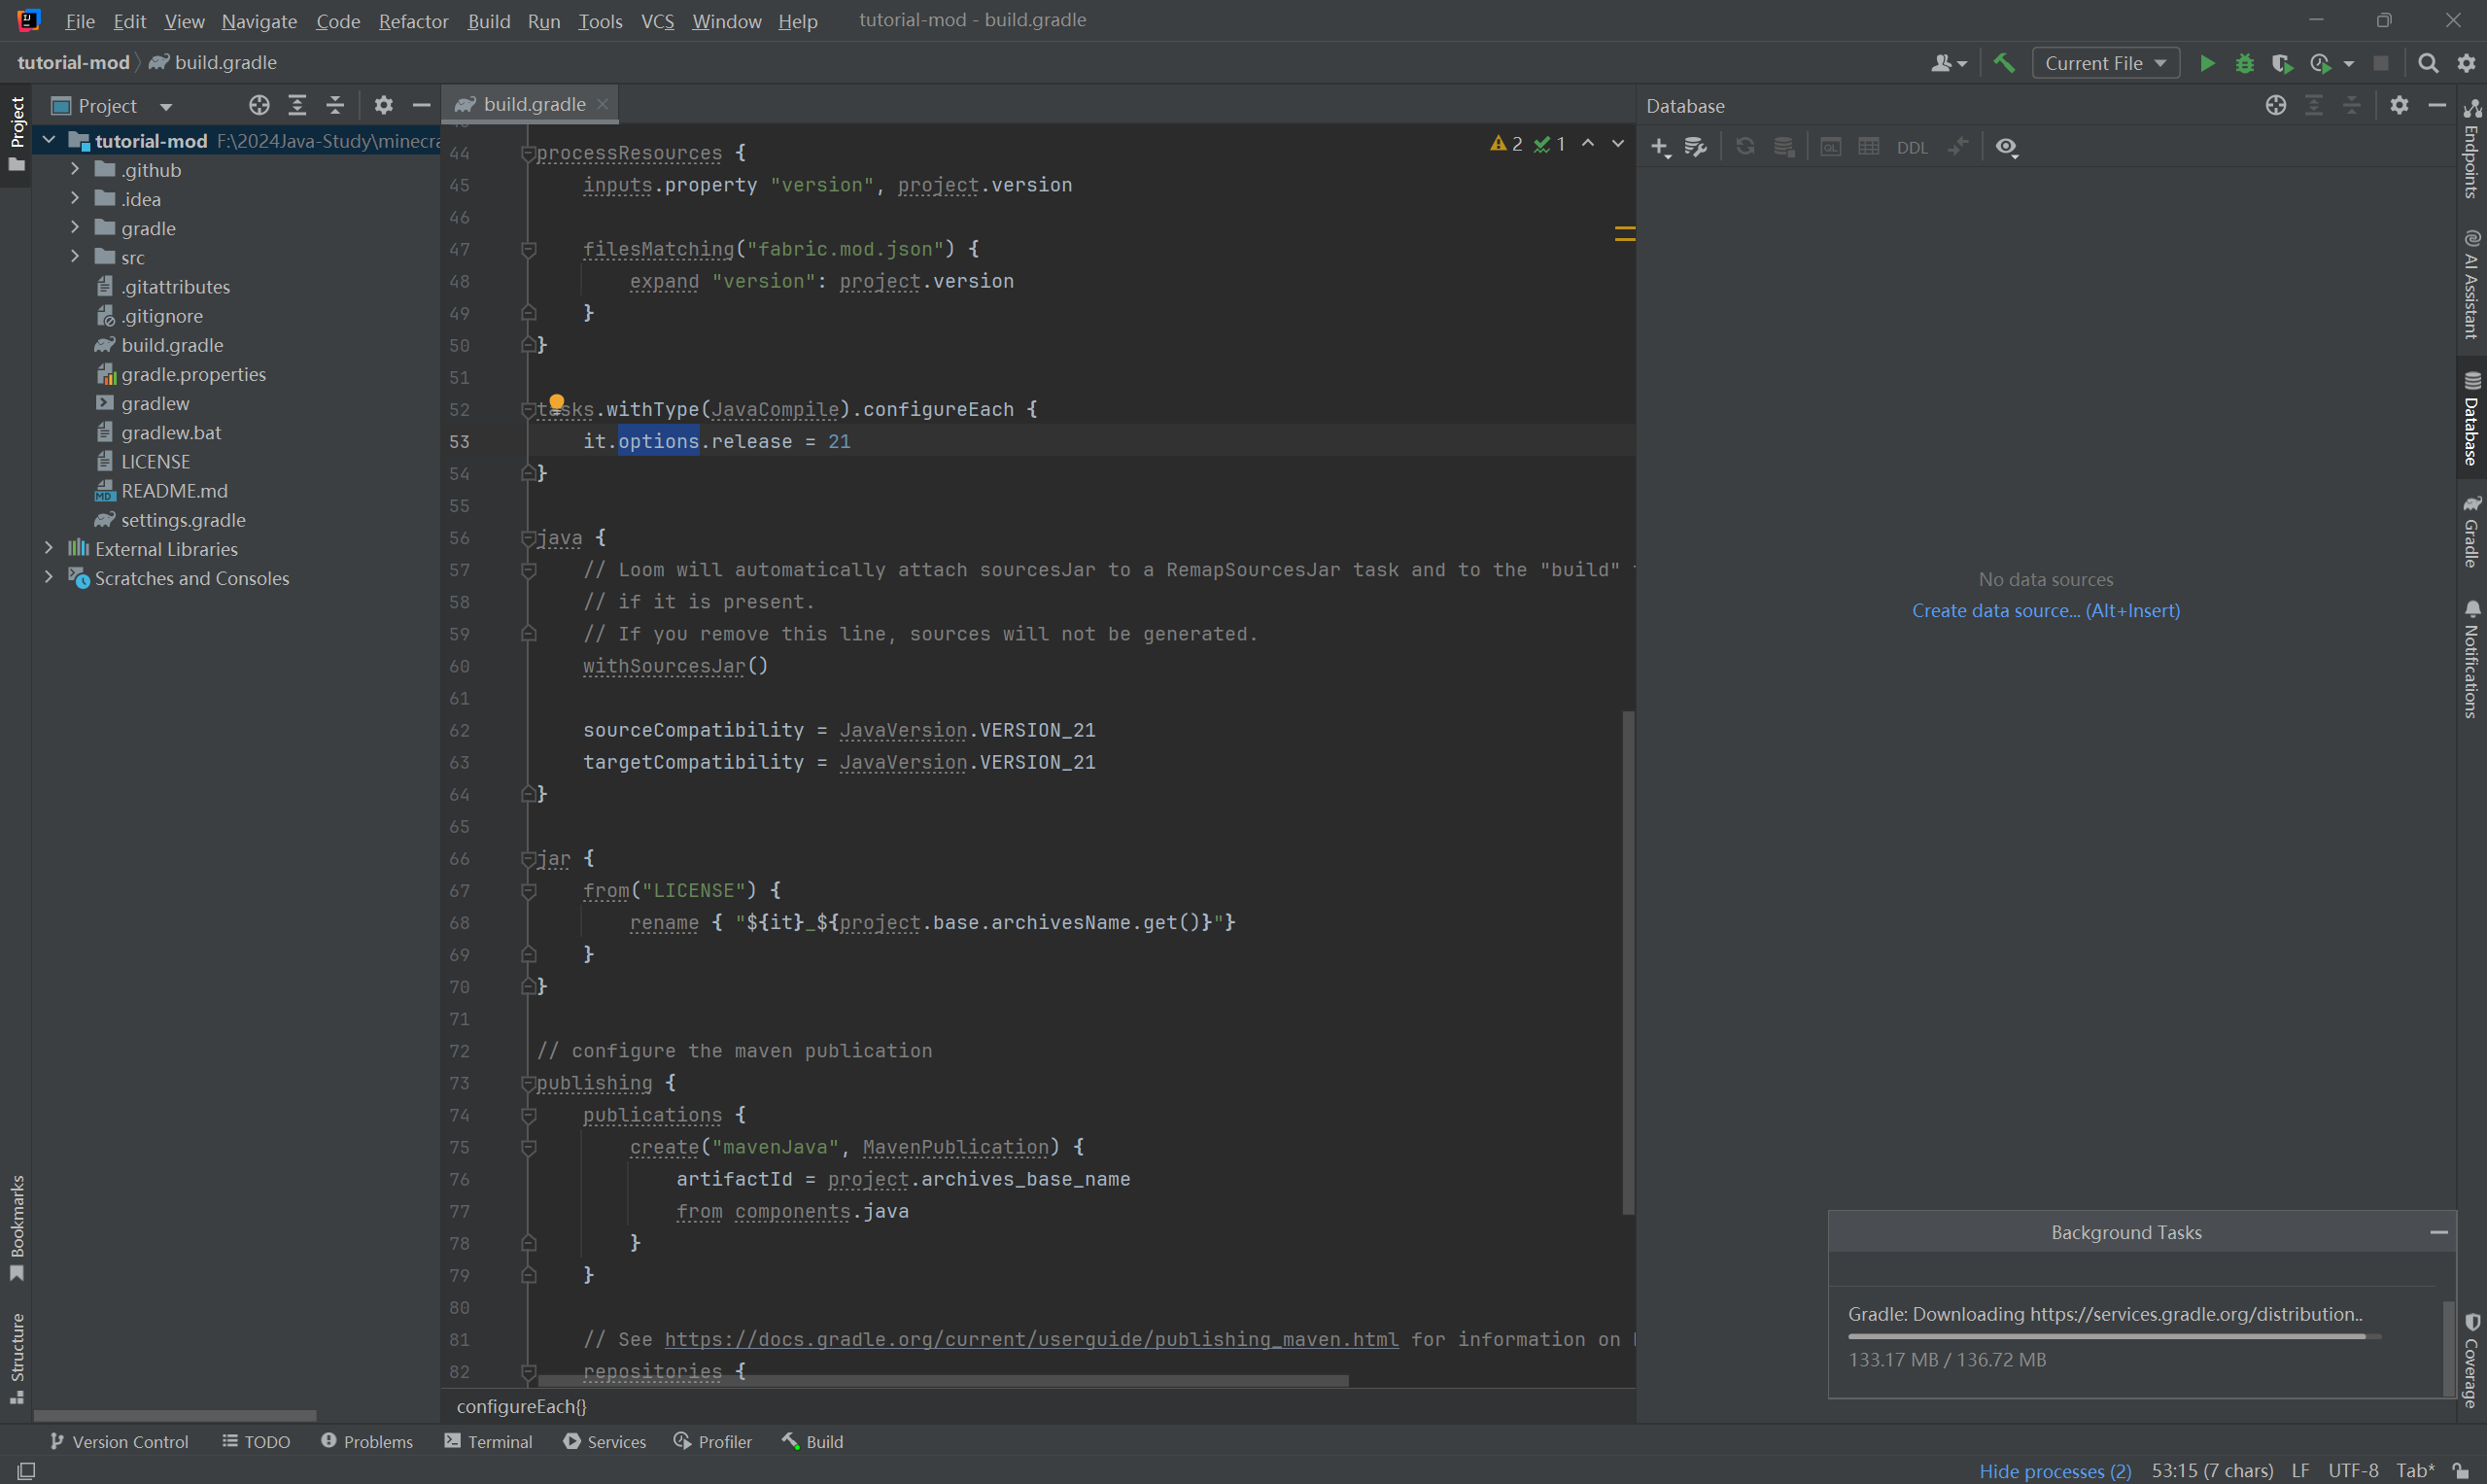 File Edit View Navigate Code Refactor Build Run Tools VCS Window Help tutorial-mod - build.gradle
tutorial-mod build.gradle
Current File
Project
build.gradle
Database
tutorial-mod F:\2024Java-Study\minecra
.github
.idea
gradle
src
.gitattributes
.gitignore
build.gradle
gradle.properties
gradlew
gradlew.bat
LICENSE
README.md
settings.gradle
External Libraries
Scratches and Consoles
2 1
44 processResources {
45 inputs.property "version", project.version
46
47 filesMatching("fabric.mod.json") {
48 expand "version": project.version
49 }
50 }
51
52 tasks.withType(JavaCompile).configureEach {
53 it.options.release = 21
54 }
55
56 java {
57 // Loom will automatically attach sourcesJar to a RemapSourcesJar task and to the "build"
58 // if it is present.
59 // If you remove this line, sources will not be generated.
60 withSourcesJar()
61
62 sourceCompatibility = JavaVersion.VERSION_21
63 targetCompatibility = JavaVersion.VERSION_21
64 }
65
66 jar {
67 from("LICENSE") {
68 rename { "${it}_${project.base.archivesName.get()}"}
69 }
70 }
71
72 // configure the maven publication
73 publishing {
74 publications {
75 create("mavenJava", MavenPublication) {
76 artifactId = project.archives_base_name
77 from components.java
78 }
79 }
80
81 // See https://docs.gradle.org/current/userguide/publishing_maven.html for information on
82 repositories {
configureEach{}
QL DDL
No data sources
Create data source... (Alt+Insert)
Background Tasks
Gradle: Downloading https://services.gradle.org/distribution..
133.17 MB / 136.72 MB
Project
Bookmarks
Structure
Endpoints
AI Assistant
Database
Gradle
Notifications
Coverage
Version Control TODO Problems Terminal Services Profiler Build
Hide processes (2) 53:15 (7 chars) LF UTF-8 Tab*